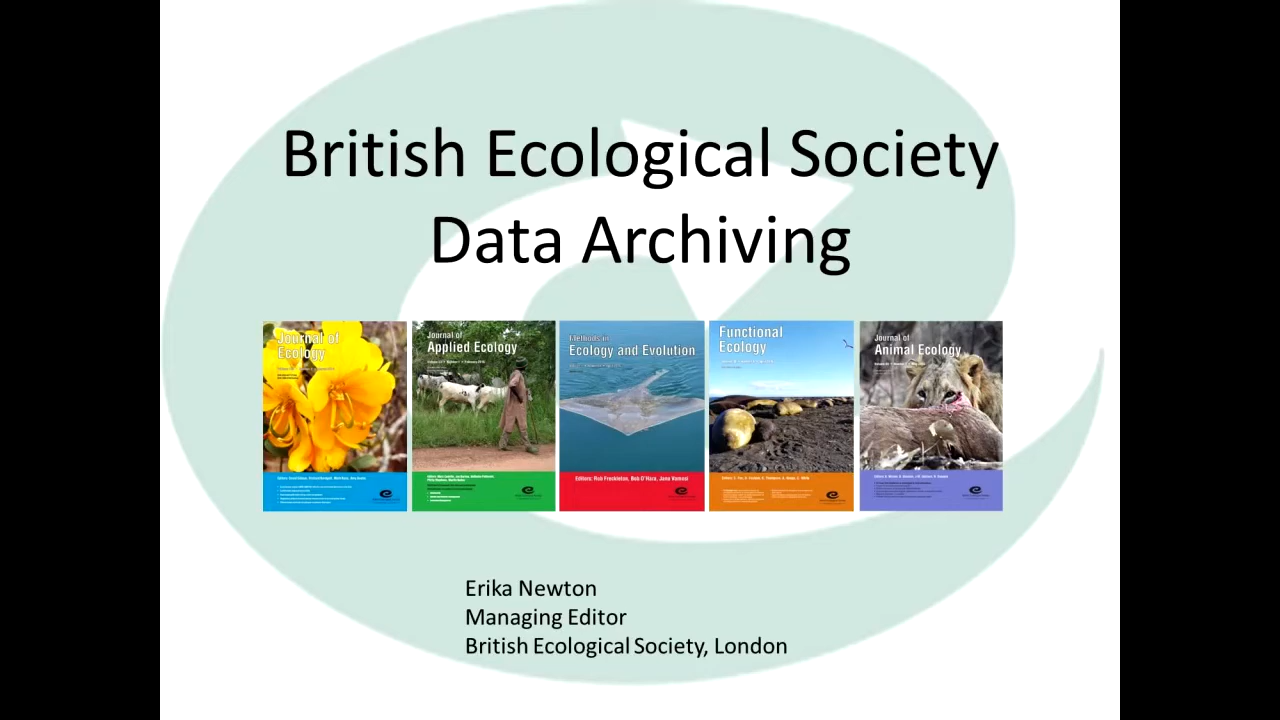 British Ecological Society
Data Archiving
Journal of
Ecology
Journal of
Applied Ecology
Methods in
Ecology and Evolution
Editors: Rob Freckleton, Bob O'Hara, Jana Vamosi
Functional
Ecology
Journal of
Animal Ecology
Erika Newton
Managing Editor
British Ecological Society, London